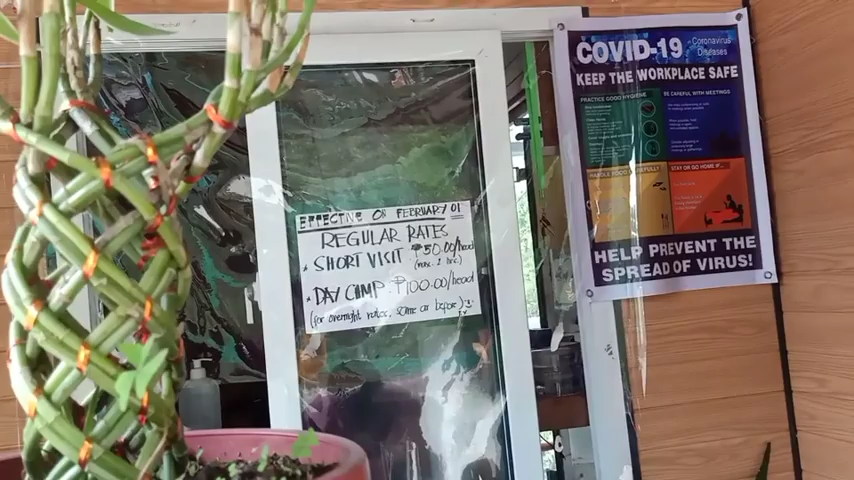 EFFECTIVE ON FEBRUARY 01
REGULAR RATES
* SHORT VISIT ₱50.00/head
(max. 2 hrs.)
* DAY CAMP : ₱100.00/head
(for overnight rates, same as before)
COVID-19 Coronavirus Diseases
KEEP THE WORKPLACE SAFE
PRACTICE GOOD HYGIENE
BE CAREFUL WITH MEETINGS
HANDLE FOOD CAREFULLY
STAY OR GO HOME IF...
HELP PREVENT THE
SPREAD OF VIRUS!